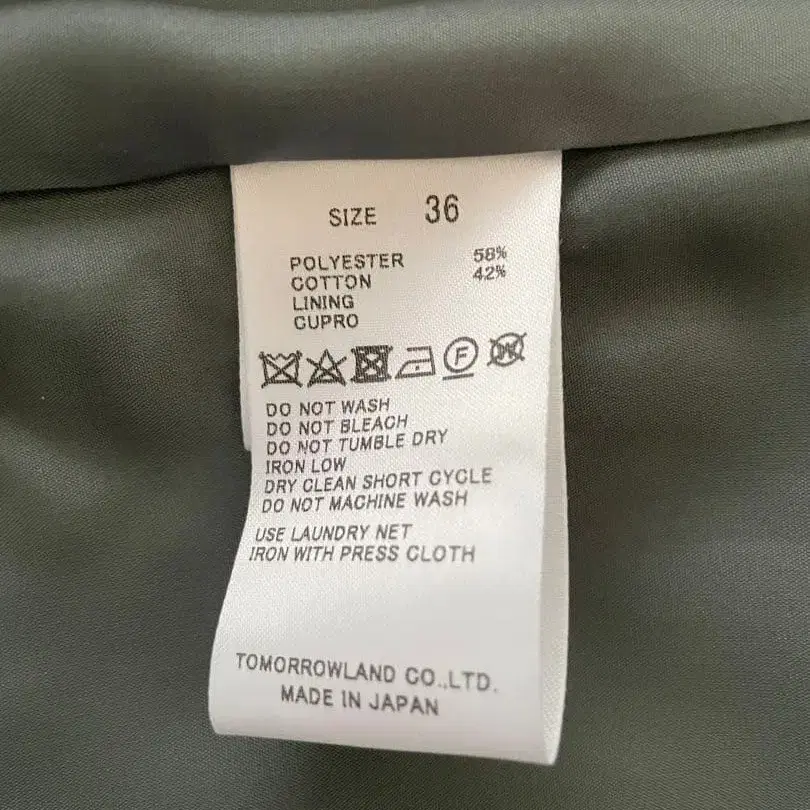 SIZE 36
POLYESTER 58%
COTTON 42%
LINING
CUPRO
F
W
DO NOT WASH
DO NOT BLEACH
DO NOT TUMBLE DRY
IRON LOW
DRY CLEAN SHORT CYCLE
DO NOT MACHINE WASH
USE LAUNDRY NET
IRON WITH PRESS CLOTH
TOMORROWLAND CO.,LTD.
MADE IN JAPAN